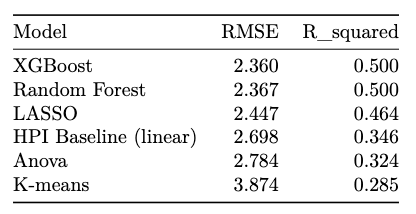 Model RMSE R_squared
XGBoost 2.360 0.500
Random Forest 2.367 0.500
LASSO 2.447 0.464
HPI Baseline (linear) 2.698 0.346
Anova 2.784 0.324
K-means 3.874 0.285